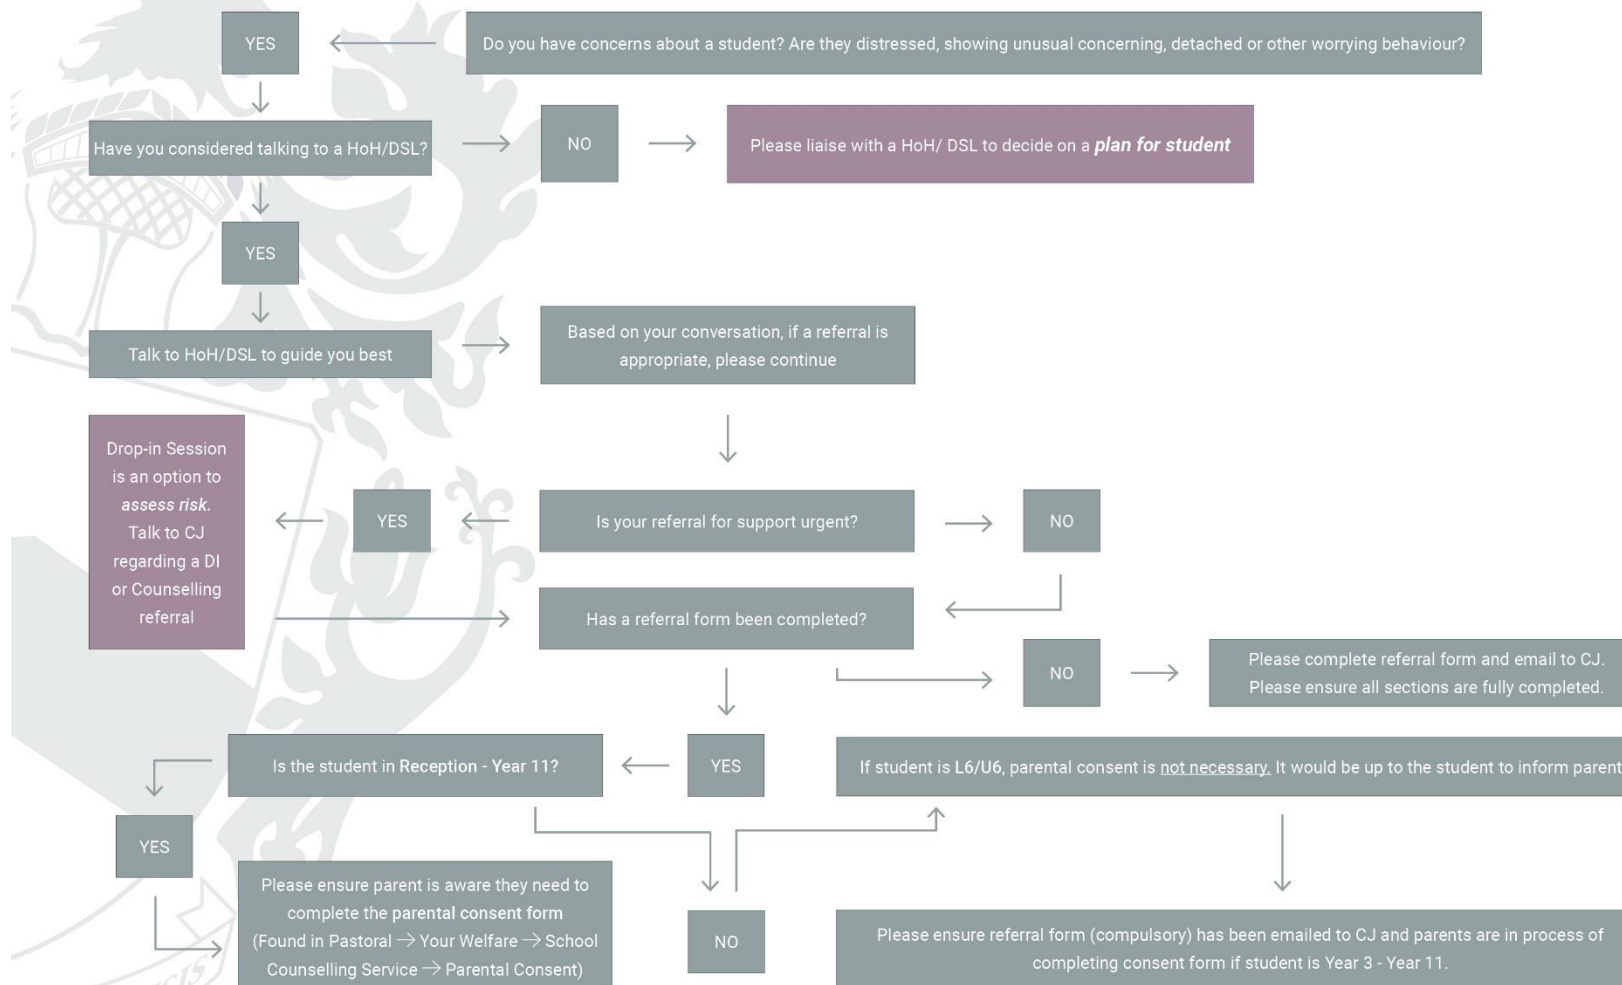 YES
Do you have concerns about a student? Are they distressed, showing unusual concerning, detached or other worrying behaviour?
Have you considered talking to a HoH/DSL?
NO
Please liaise with a HoH/ DSL to decide on a plan for student
YES
Talk to HoH/DSL to guide you best
Based on your conversation, if a referral is
appropriate, please continue
Drop-in Session
is an option to
assess risk.
Talk to CJ
regarding a DI
or Counselling
referral
YES
Is your referral for support urgent?
NO
Has a referral form been completed?
NO
Please complete referral form and email to CJ.
Please ensure all sections are fully completed.
Is the student in Reception - Year 11?
YES
If student is L6/U6, parental consent is not necessary. It would be up to the student to inform parent
YES
Please ensure parent is aware they need to
complete the parental consent form
(Found in Pastoral → Your Welfare → School
Counselling Service → Parental Consent)
NO
Please ensure referral form (compulsory) has been emailed to CJ and parents are in process of
completing consent form if student is Year 3 - Year 11.